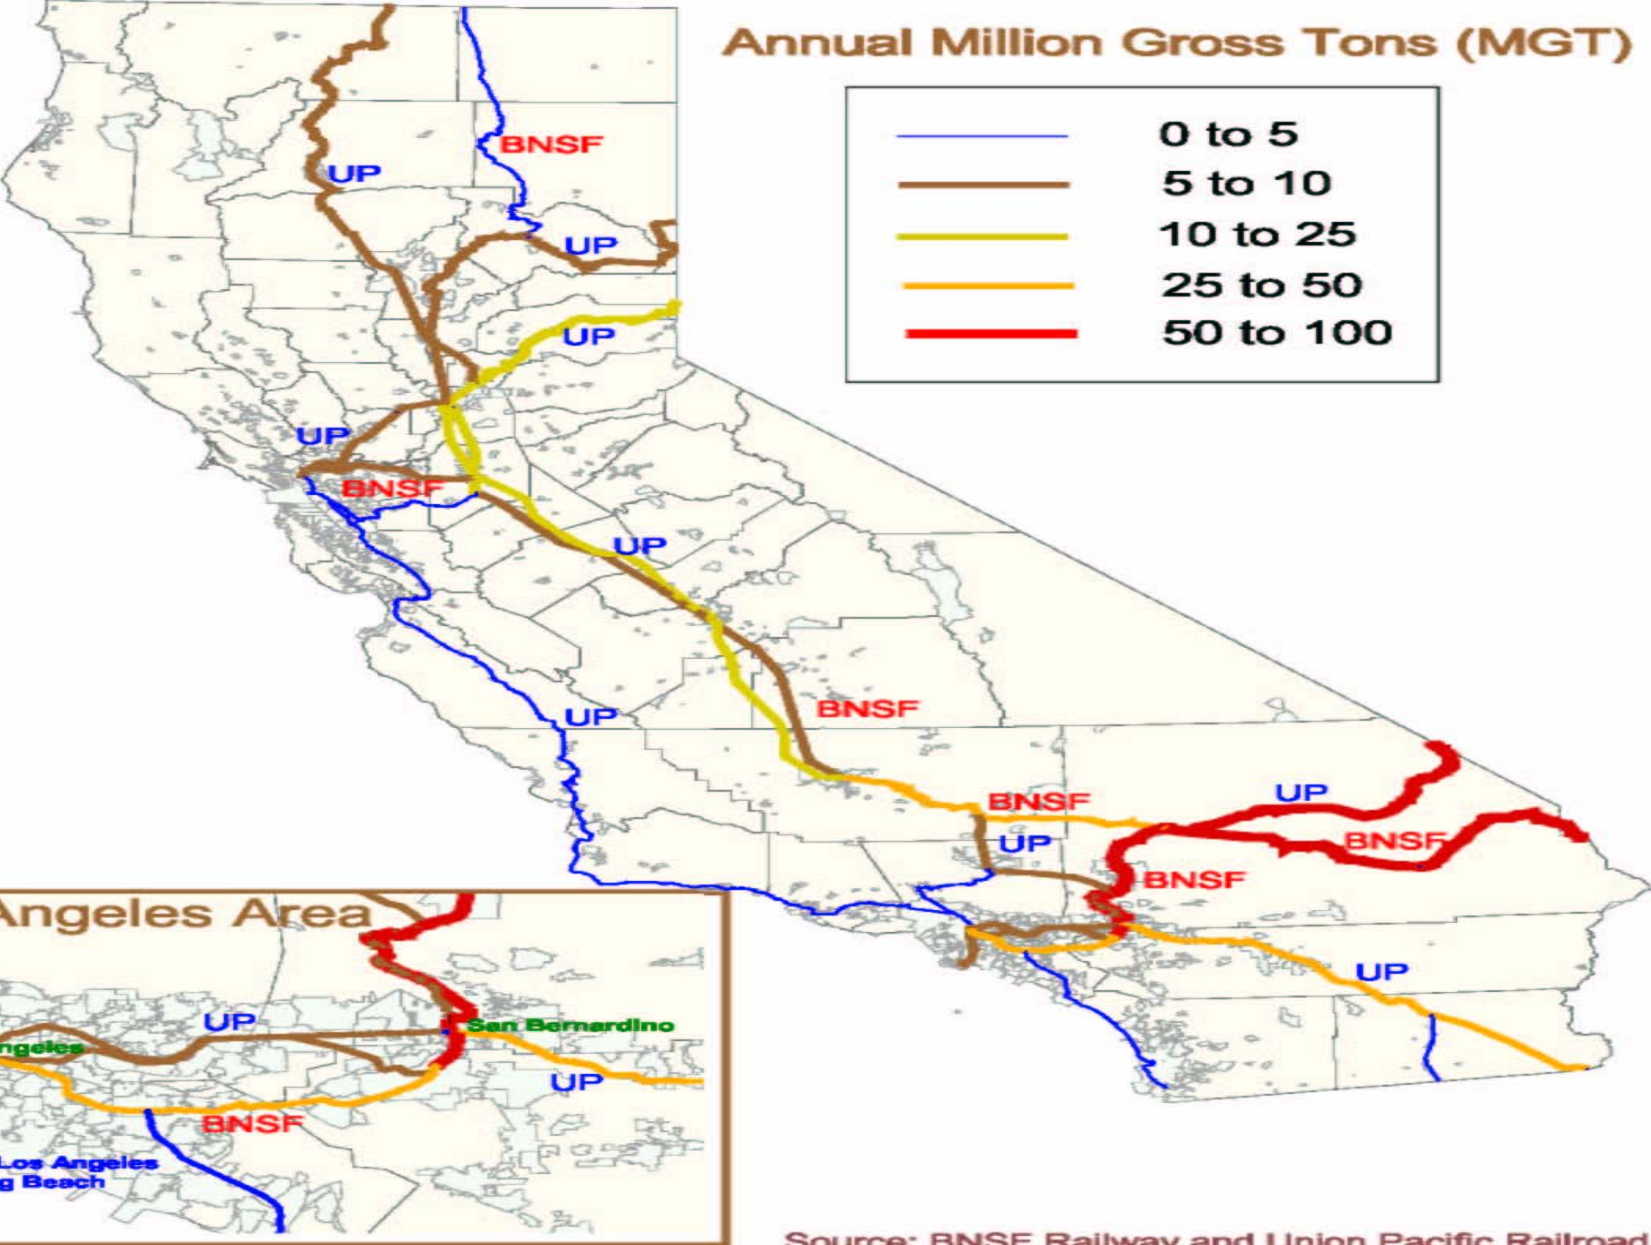 Annual Million Gross Tons (MGT)
0 to 5
5 to 10
10 to 25
25 to 50
50 to 100
BNSF
UP
UP
UP
UP
BNSF
UP
BNSF
UP
UP
BNSF
UP
BNSF
BNSF
UP
Angeles Area
UP
San Bernardino
ngeles
UP
BNSF
Los Angeles
g Beach
Source: BNSF Railway and Union Pacific Railroad